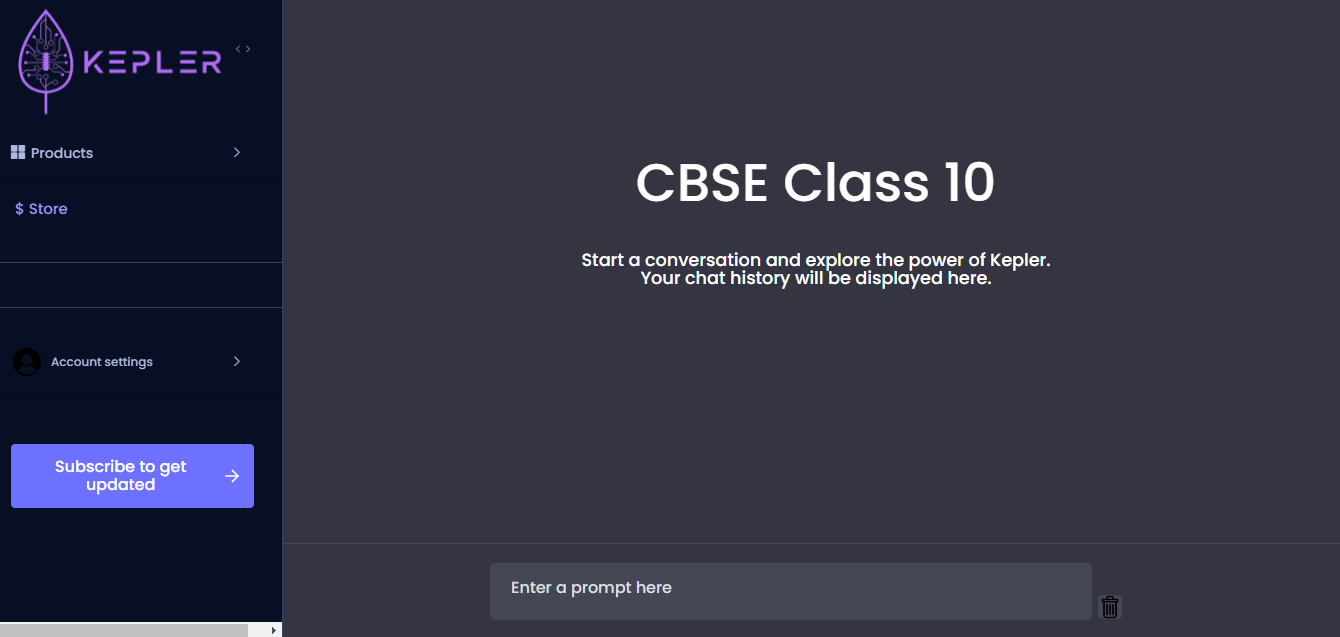 KEPLER
<>
Products
$ Store
Account settings
Subscribe to get
updated
CBSE Class 10
Start a conversation and explore the power of Kepler.
Your chat history will be displayed here.
Enter a prompt here